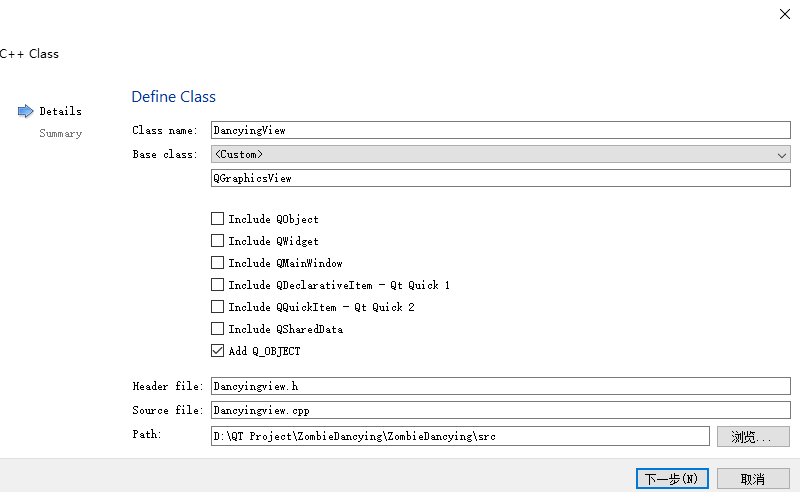 C++ Class
Details
Summary
Define Class
Class name: DancyingView
Base class: <Custom>
QGraphicsView
Include QObject
Include QWidget
Include QMainWindow
Include QDeclarativeItem - Qt Quick 1
Include QQuickItem - Qt Quick 2
Include QSharedData
Add Q_OBJECT
Header file: Dancyingview.h
Source file: Dancyingview.cpp
Path: D:\QT Project\ZombieDancying\ZombieDancying\src 浏览...
下一步(N) 取消